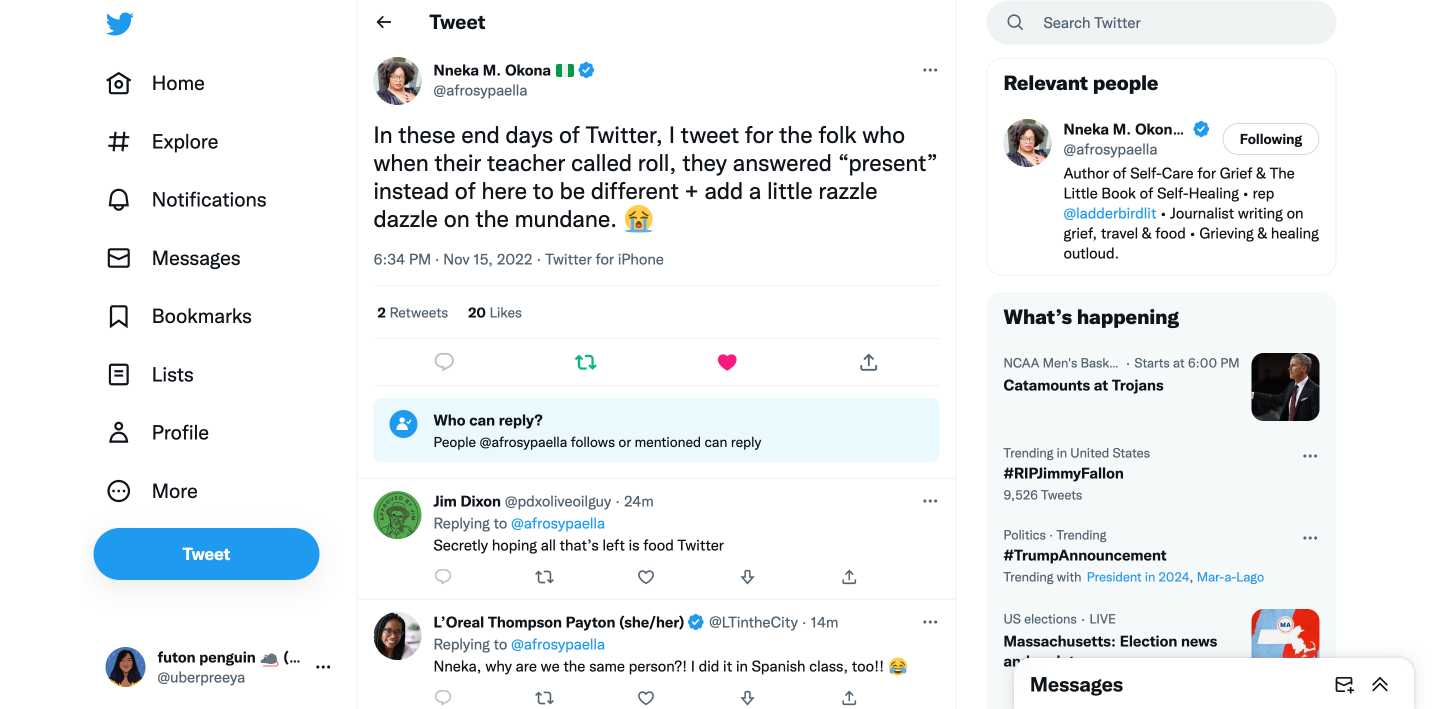 Home
Explore
Notifications
Messages
Bookmarks
Lists
Profile
More
Tweet
futon penguin (...
@uberpreeya
Tweet
Nneka M. Okona
@afrosypaella
In these end days of Twitter, I tweet for the folk who
when their teacher called roll, they answered “present”
instead of here to be different + add a little razzle
dazzle on the mundane. 😭
6:34 PM · Nov 15, 2022 · Twitter for iPhone
2 Retweets 20 Likes
Who can reply?
People @afrosypaella follows or mentioned can reply
Jim Dixon @pdxoliveoilguy · 24m
Replying to @afrosypaella
Secretly hoping all that’s left is food Twitter
L’Oreal Thompson Payton (she/her) @LTintheCity · 14m
Replying to @afrosypaella
Nneka, why are we the same person?! I did it in Spanish class, too!! 😂
Search Twitter
Relevant people
Nneka M. Okon...
@afrosypaella
Following
Author of Self-Care for Grief & The
Little Book of Self-Healing • rep
@ladderbirdlit • Journalist writing on
grief, travel & food • Grieving & healing
outloud.
What’s happening
NCAA Men's Bask... · Starts at 6:00 PM
Catamounts at Trojans
Trending in United States
#RIPJimmyFallon
9,526 Tweets
Politics · Trending
#TrumpAnnouncement
Trending with President in 2024, Mar-a-Lago
US elections · LIVE
Massachusetts: Election news
MA
Messages